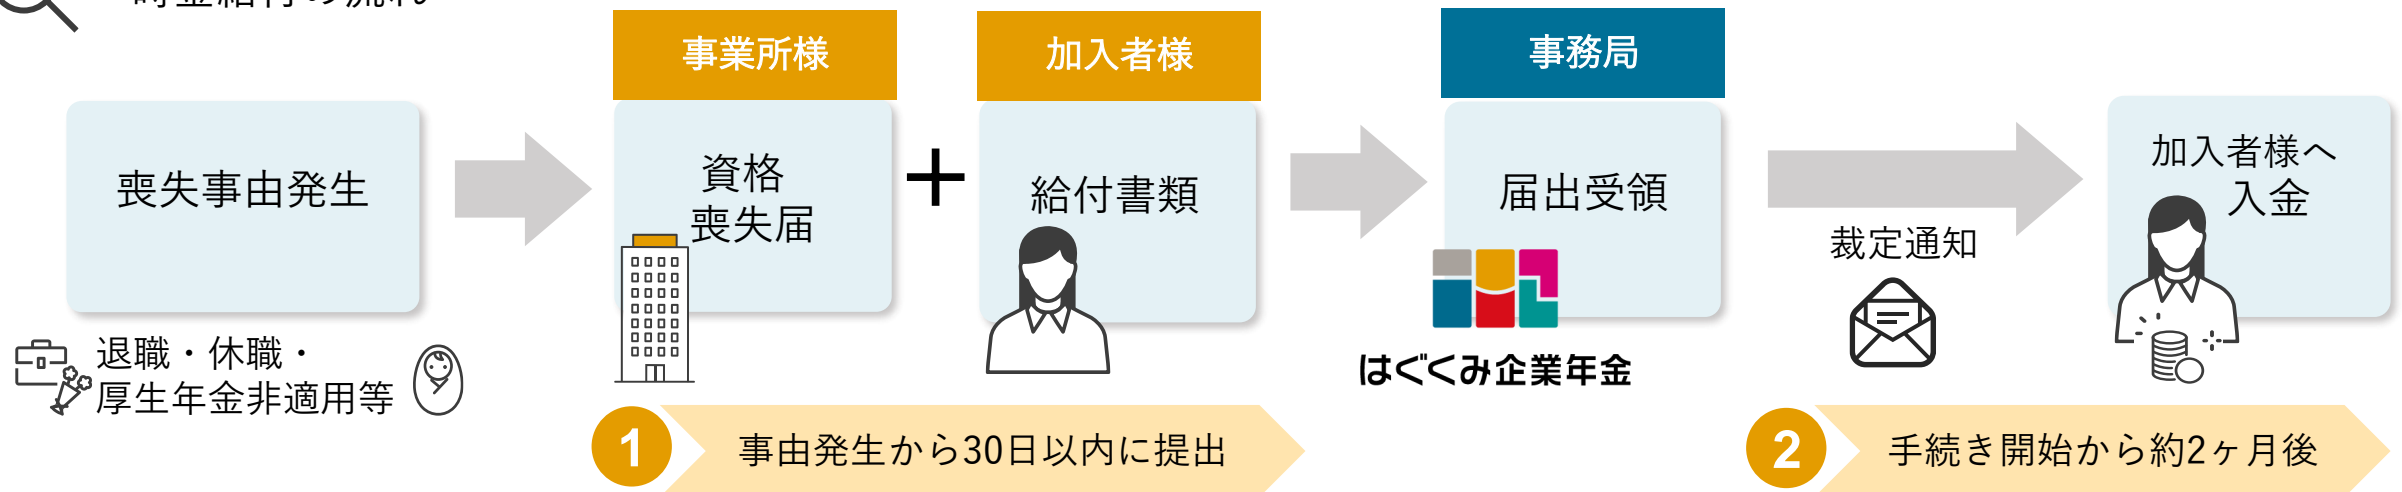 事業所様
加入者様
事務局
喪失事由発生
資格
喪失届
+
給付書類
届出受領
裁定通知
加入者様へ
入金
退職・休職・
厚生年金非適用等
はぐくみ企業年金
1
事由発生から30日以内に提出
2
手続き開始から約2ヶ月後